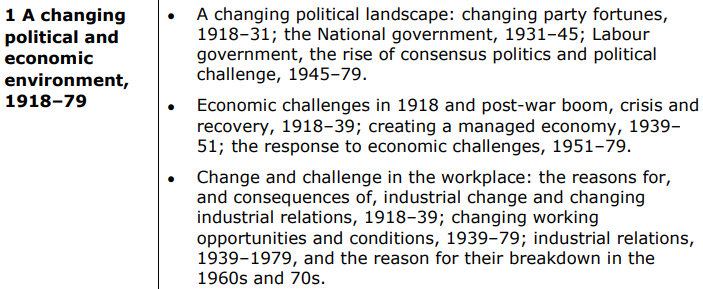 1 A changing
political and
economic
environment,
1918–79
• A changing political landscape: changing party fortunes,
1918–31; the National government, 1931–45; Labour
government, the rise of consensus politics and political
challenge, 1945–79.
• Economic challenges in 1918 and post-war boom, crisis and
recovery, 1918–39; creating a managed economy, 1939–
51; the response to economic challenges, 1951–79.
• Change and challenge in the workplace: the reasons for,
and consequences of, industrial change and changing
industrial relations, 1918–39; changing working
opportunities and conditions, 1939–79; industrial relations,
1939–1979, and the reason for their breakdown in the
1960s and 70s.